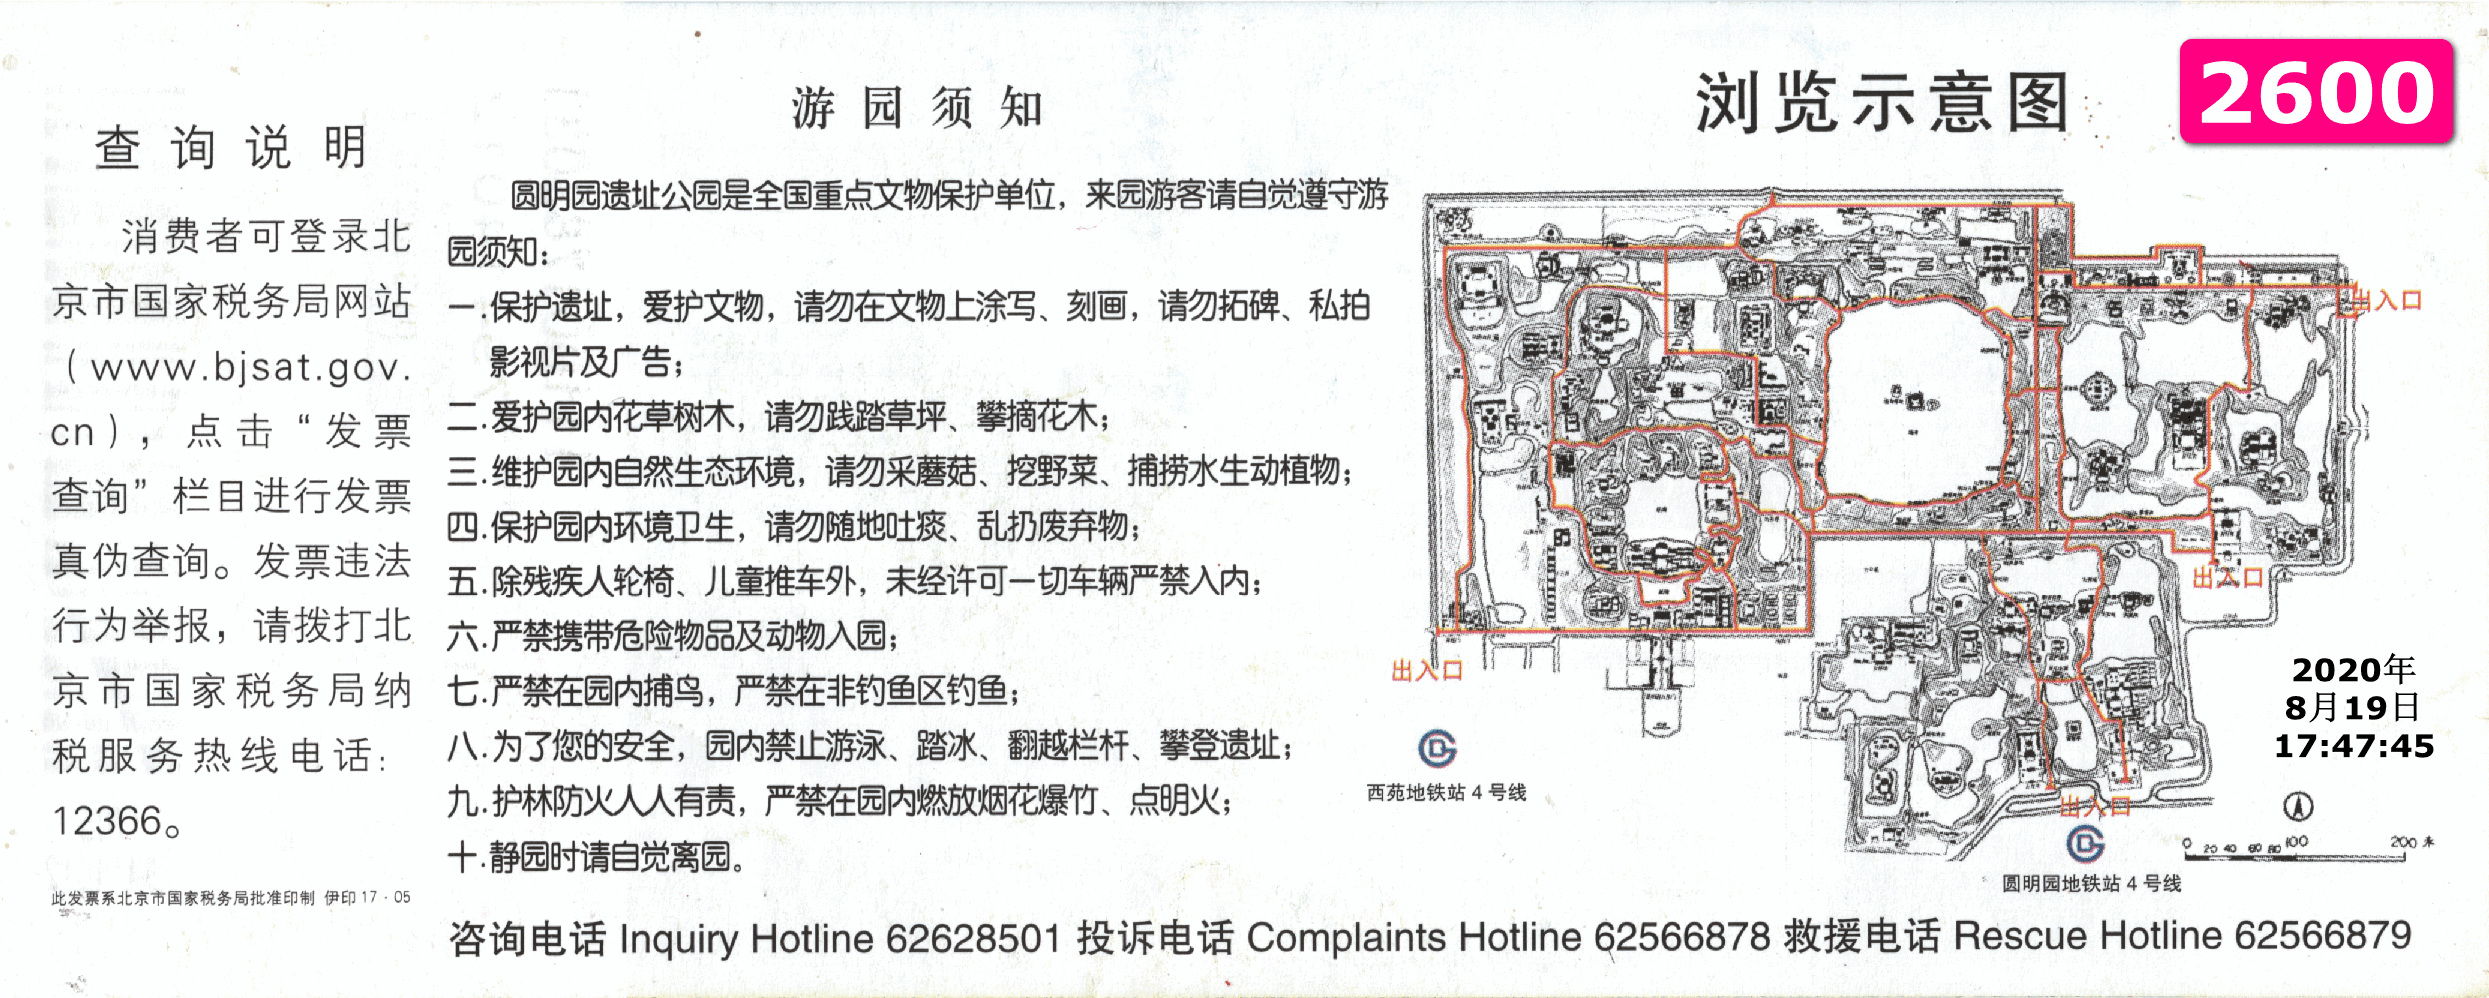 查询说明
消费者可登录北
京市国家税务局网站
（www.bjsat.gov.
cn），点击“发票
查询”栏目进行发票
真伪查询。发票违法
行为举报，请拨打北
京市国家税务局纳
税服务热线电话：
12366。
此发票系北京市国家税务局批准印制 伊印 17·05
游园须知
圆明园遗址公园是全国重点文物保护单位，来园游客请自觉遵守游
园须知：
一.保护遗址，爱护文物，请勿在文物上涂写、刻画，请勿拓碑、私拍
影视片及广告；
二.爱护园内花草树木，请勿践踏草坪、攀摘花木；
三.维护园内自然生态环境，请勿采蘑菇、挖野菜、捕捞水生动植物；
四.保护园内环境卫生，请勿随地吐痰、乱扔废弃物；
五.除残疾人轮椅、儿童推车外，未经许可一切车辆严禁入内；
六.严禁携带危险物品及动物入园；
七.严禁在园内捕鸟，严禁在非钓鱼区钓鱼；
八.为了您的安全，园内禁止游泳、踏冰、翻越栏杆、攀登遗址；
九.护林防火人人有责，严禁在园内燃放烟花爆竹、点明火；
十.静园时请自觉离园。
浏览示意图
2600
出入口
出入口
出入口
出入口
西苑地铁站 4 号线
圆明园地铁站 4 号线
2020年
8月19日
17:47:45
0 20 40 60 80 100 200 米
咨询电话 Inquiry Hotline 62628501 投诉电话 Complaints Hotline 62566878 救援电话 Rescue Hotline 62566879